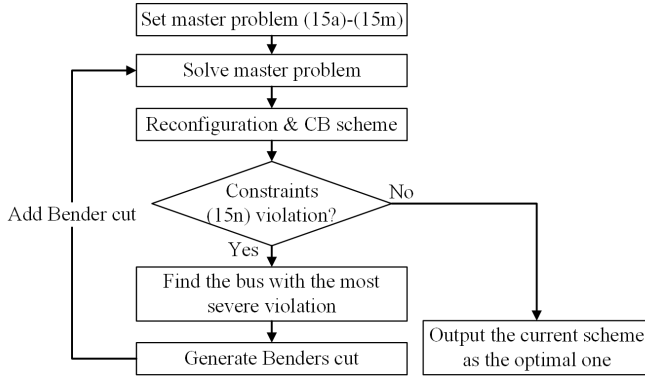 Set master problem (15a)-(15m)
Solve master problem
Reconfiguration & CB scheme
Constraints
(15n) violation?
No
Add Bender cut
Yes
Find the bus with the most
severe violation
Output the current scheme
as the optimal one
Generate Benders cut